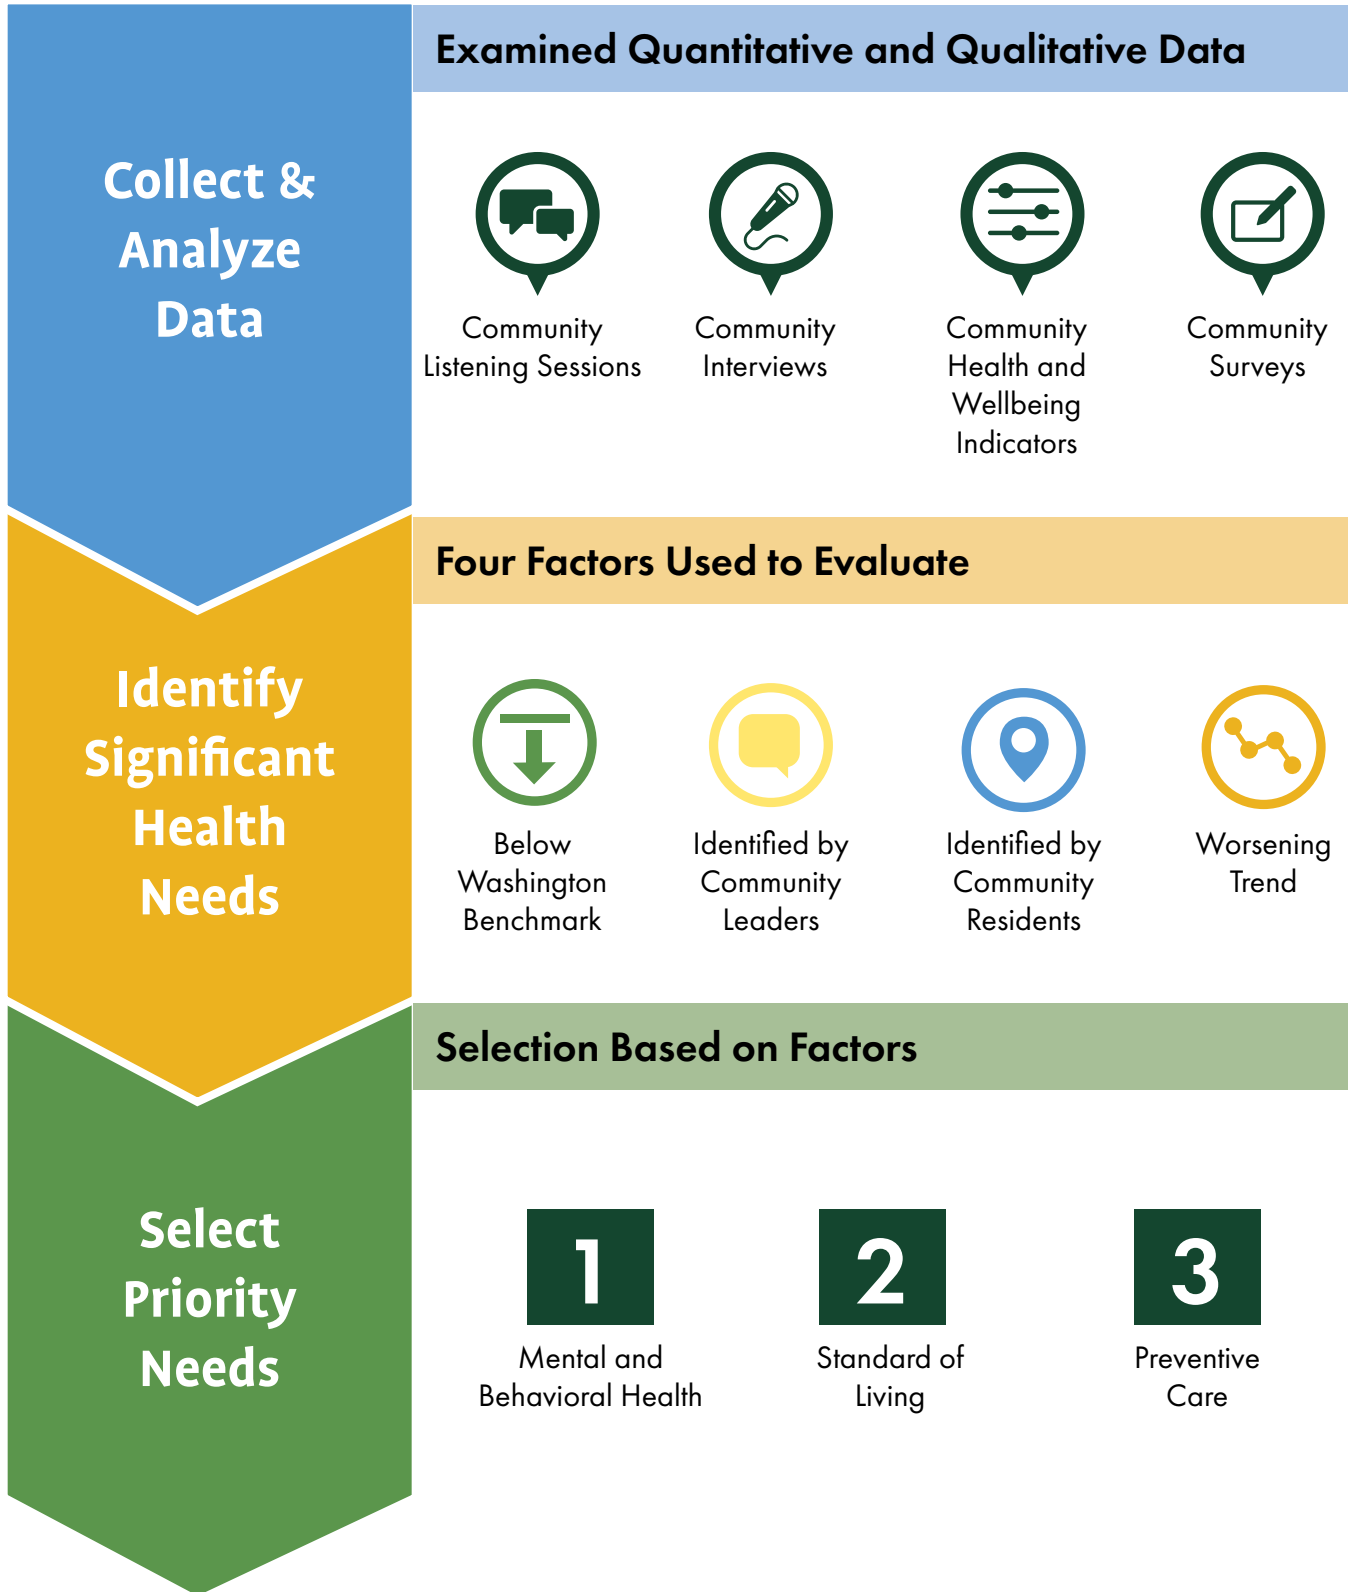 Collect &
Analyze
Data
Examined Quantitative and Qualitative Data
Community
Listening Sessions
Community
Interviews
Community
Health and
Wellbeing
Indicators
Community
Surveys
Identify
Significant
Health
Needs
Four Factors Used to Evaluate
Below
Washington
Benchmark
Identified by
Community
Leaders
Identified by
Community
Residents
Worsening
Trend
Select
Priority
Needs
Selection Based on Factors
1
Mental and
Behavioral Health
2
Standard of
Living
3
Preventive
Care